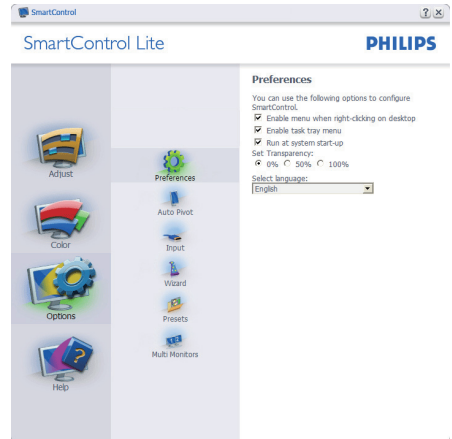 SmartControl
? ×
SmartControl Lite
PHILIPS
Adjust
Color
Options
?
Help
Preferences
Auto Pivot
Input
Wizard
Presets
1 2
Multi Monitors
Preferences
You can use the following options to configure
SmartControl.
Enable menu when right-clicking on desktop
Enable task tray menu
Run at system start-up
Set Transparency:
0% 50% 100%
Select language:
English